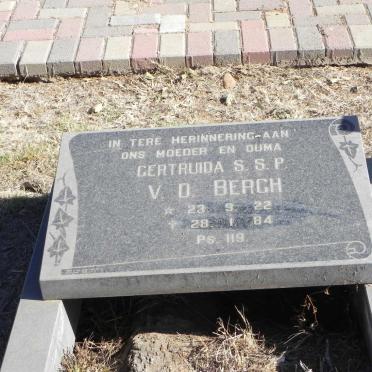 IN TERE HERINNERING AAN
ONS MOEDER EN OUMA
GERTRUIDA S.S.P.
V. D. BERGH
☆ 23. 9. 22
✝ 28. 1. 84
PS 119